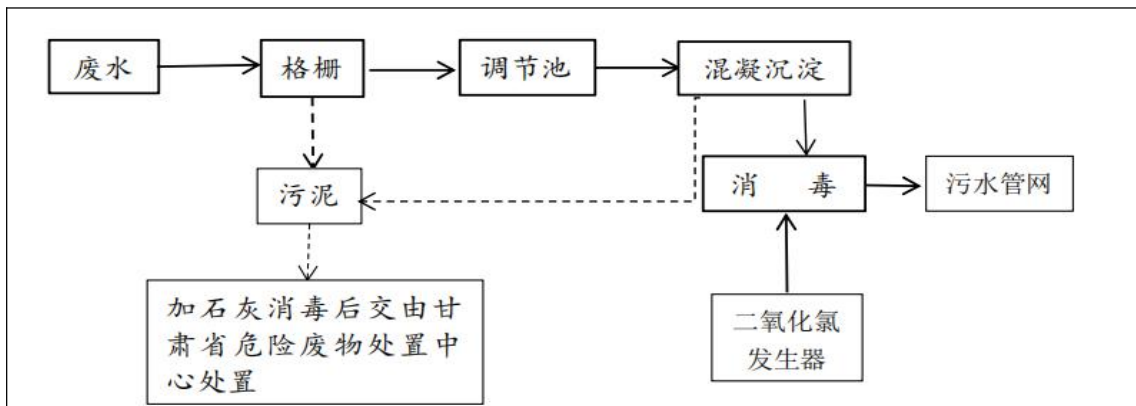 废水
格栅
调节池
混凝沉淀
污泥
消 毒
污水管网
加石灰消毒后交由甘
肃省危险废物处置中
心处置
二氧化氯
发生器